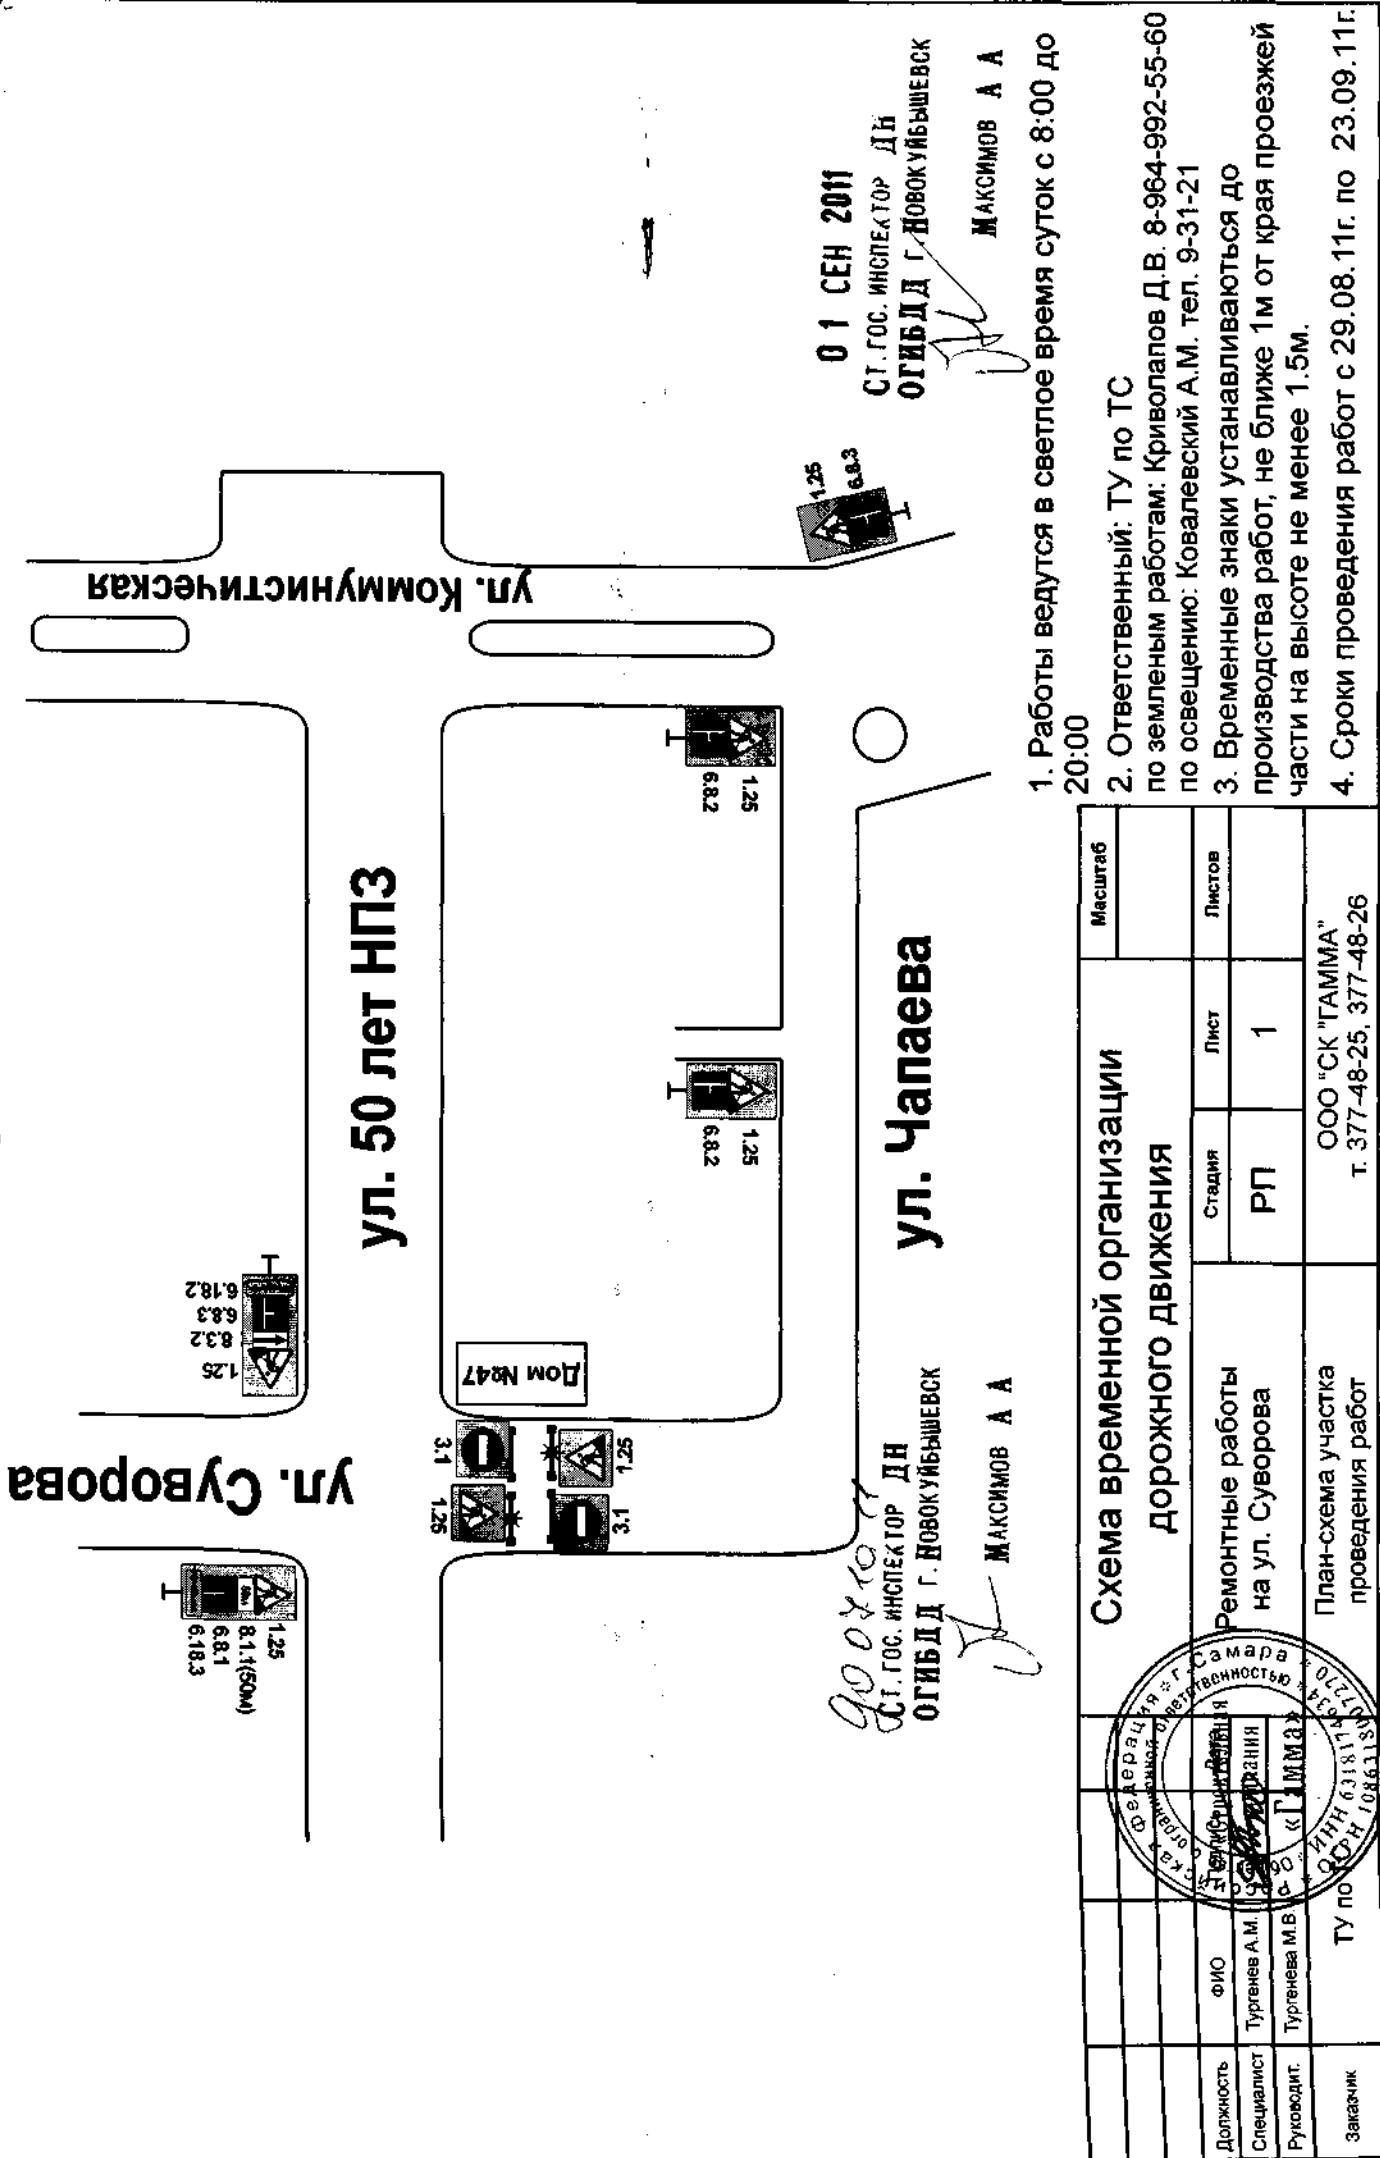 ул. Суворова
ул. 50 лет НПЗ
ул. Коммунистическая
ул. Чапаева
Дом №47
6.18.3
6.8.1
8.1.1(50м)
1.25
1.25
8.3.2
6.8.3
6.18.2
3.1
1.25
1.25
3.1
6.8.2
1.25
6.8.2
1.25
1.25
6.8.3
01 СЕН 2011
СТ. ГОС. ИНСПЕКТОР ДН
ОГИБДД Г. НОВОКУЙБЫШЕВСК
МАКСИМОВ А А
СТ. ГОС. ИНСПЕКТОР ДН
ОГИБДД Г. НОВОКУЙБЫШЕВСК
МАКСИМОВ А А
1. Работы ведутся в светлое время суток с 8:00 до
20:00
2. Ответственный: ТУ по ТС
по земленым работам: Криволапов Д.В. 8-964-992-55-60
по освещению: Ковалевский А.М. тел. 9-31-21
3. Временные знаки устанавливаються до
производства работ, не ближе 1м от края проезжей
части на высоте не менее 1.5м.
4. Сроки проведения работ с 29.08.11г. по 23.09.11г.
Схема временной организации
дорожного движения
Масштаб
Ремонтные работы
на ул. Суворова
Стадия
Лист
Листов
РП
1
План-схема участка
проведения работ
ООО "СК "ГАММА"
т. 377-48-25, 377-48-26
Должность
ФИО
Специалист
Тургенев А.М.
Руководит.
Тургенева М.В.
Заказчик
ТУ по
г. Самара
«Гамма»